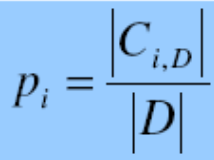 p_i = |C_{i,D}| / |D|